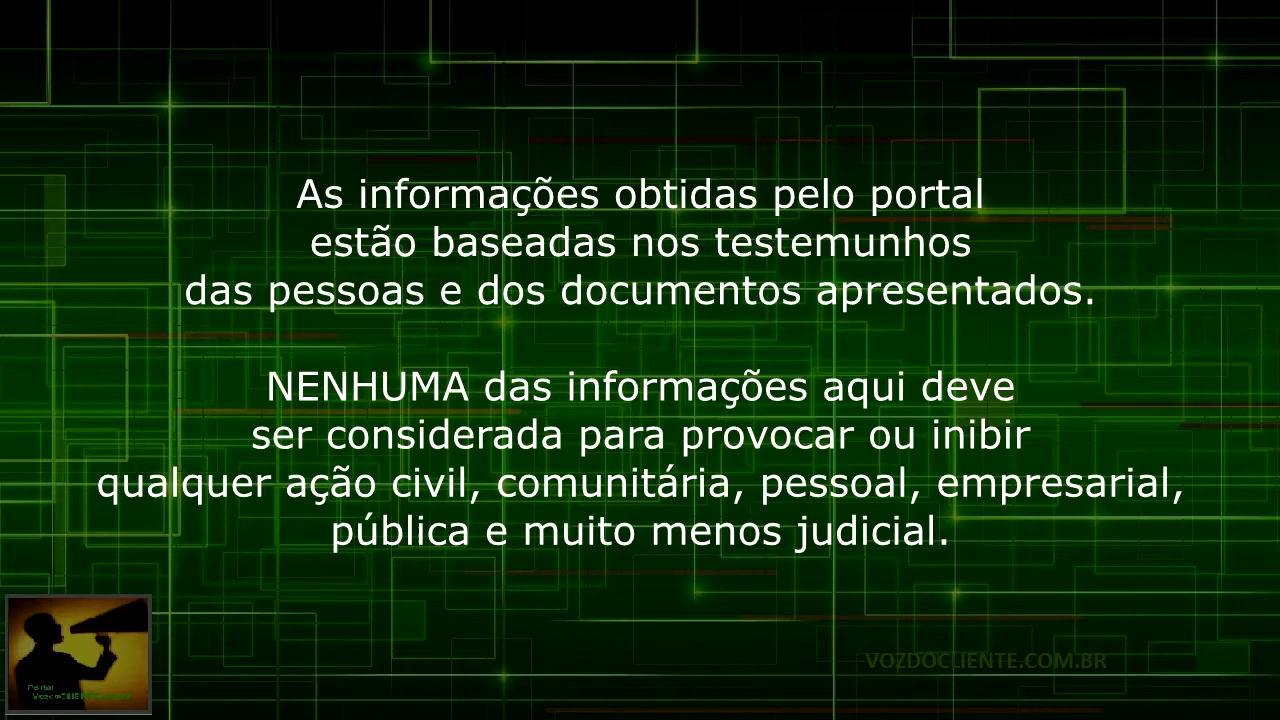 As informações obtidas pelo portal
estão baseadas nos testemunhos
das pessoas e dos documentos apresentados.
NENHUMA das informações aqui deve
ser considerada para provocar ou inibir
qualquer ação civil, comunitária, pessoal, empresarial,
pública e muito menos judicial.
VOZDOCLIENTE.COM.BR
Portal